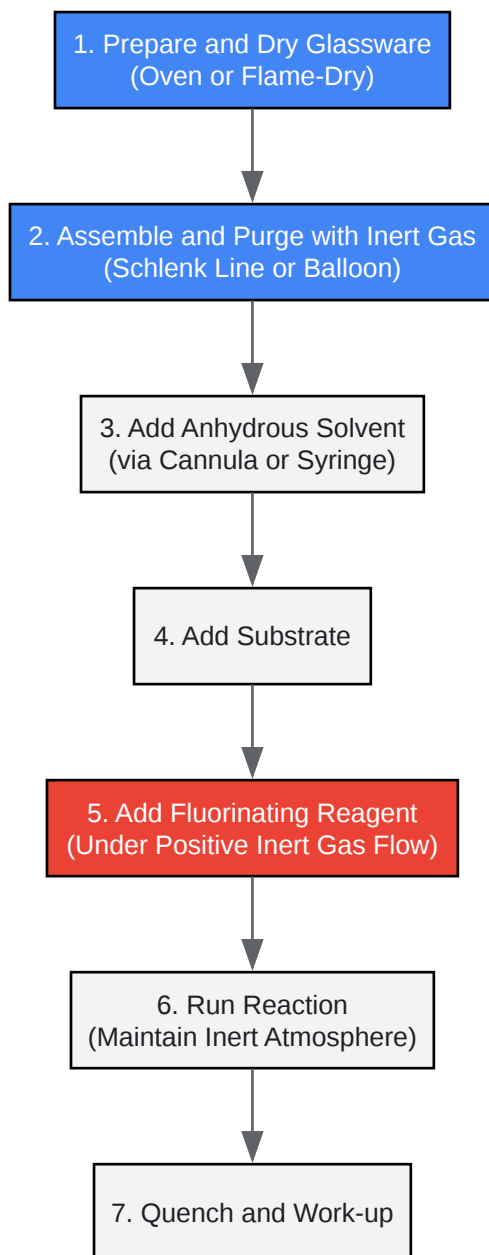 1. Prepare and Dry Glassware
(Oven or Flame-Dry)
2. Assemble and Purge with Inert Gas
(Schlenk Line or Balloon)
3. Add Anhydrous Solvent
(via Cannula or Syringe)
4. Add Substrate
5. Add Fluorinating Reagent
(Under Positive Inert Gas Flow)
6. Run Reaction
(Maintain Inert Atmosphere)
7. Quench and Work-up